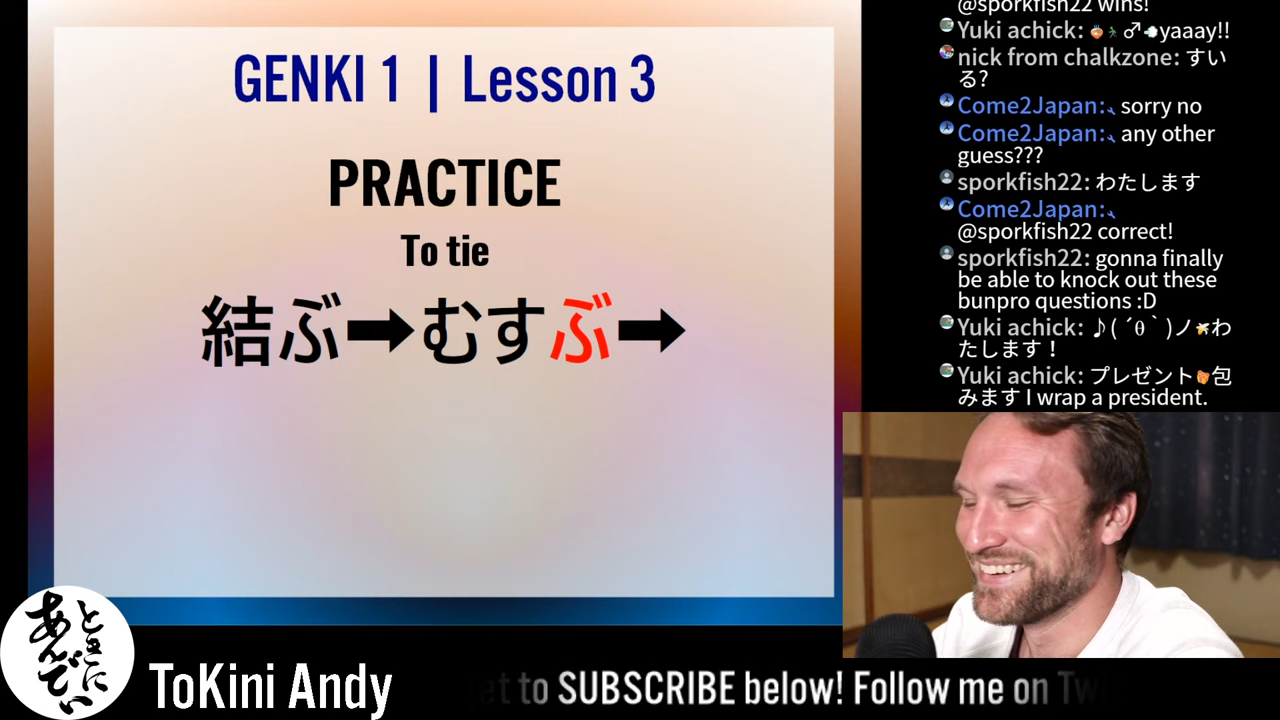 GENKI 1 | Lesson 3
PRACTICE
To tie
結ぶ➡むすぶ➡
@sporkfish22 wins!
Yuki achick: 🏃♂💨yaaay!!
nick from chalkzone: すい
る?
Come2Japan: sorry no
Come2Japan: any other
guess???
sporkfish22: わたします
Come2Japan:
@sporkfish22 correct!
sporkfish22: gonna finally
be able to knock out these
bunpro questions :D
Yuki achick: ♪( ´θ｀)ノわ
たします！
Yuki achick: プレゼント包
みます I wrap a president.
ときに
あんでぃ
ToKini Andy
et to SUBSCRIBE below! Follow me on Tw